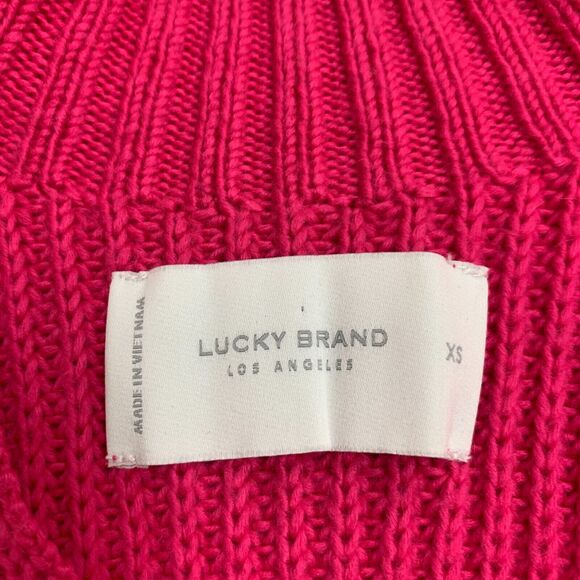 MADE IN VIETNAM
LUCKY BRAND
LOS ANGELES
XS